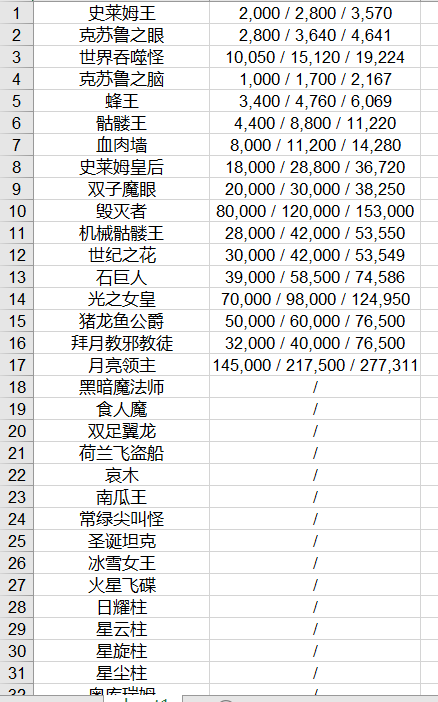 1 史莱姆王 2,000 / 2,800 / 3,570
2 克苏鲁之眼 2,800 / 3,640 / 4,641
3 世界吞噬怪 10,050 / 15,120 / 19,224
4 克苏鲁之脑 1,000 / 1,700 / 2,167
5 蜂王 3,400 / 4,760 / 6,069
6 骷髅王 4,400 / 8,800 / 11,220
7 血肉墙 8,000 / 11,200 / 14,280
8 史莱姆皇后 18,000 / 28,800 / 36,720
9 双子魔眼 20,000 / 30,000 / 38,250
10 毁灭者 80,000 / 120,000 / 153,000
11 机械骷髅王 28,000 / 42,000 / 53,550
12 世纪之花 30,000 / 42,000 / 53,549
13 石巨人 39,000 / 58,500 / 74,586
14 光之女皇 70,000 / 98,000 / 124,950
15 猪龙鱼公爵 50,000 / 60,000 / 76,500
16 拜月教邪教徒 32,000 / 40,000 / 76,500
17 月亮领主 145,000 / 217,500 / 277,311
18 黑暗魔法师 /
19 食人魔 /
20 双足翼龙 /
21 荷兰飞盗船 /
22 哀木 /
23 南瓜王 /
24 常绿尖叫怪 /
25 圣诞坦克 /
26 冰雪女王 /
27 火星飞碟 /
28 日耀柱 /
29 星云柱 /
30 星旋柱 /
31 星尘柱 /
32 奥库瑞姆 /